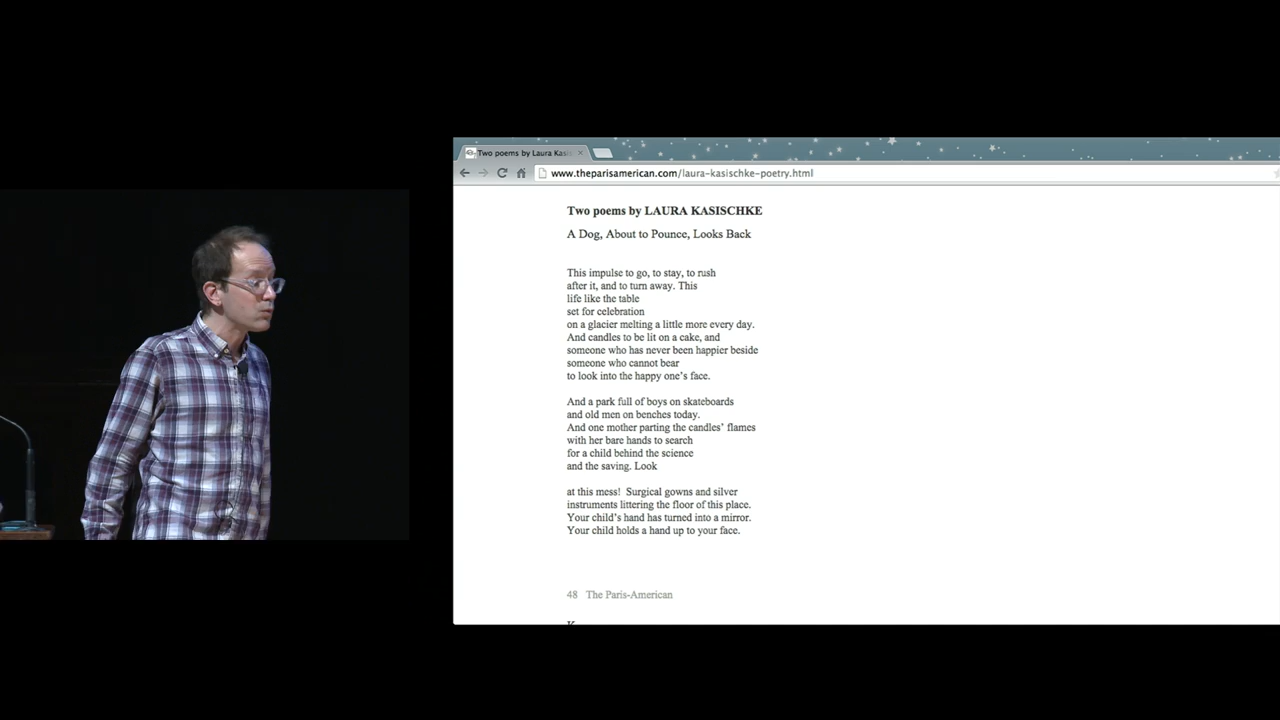 Two poems by Laura Kasis
www.theparisamerican.com/laura-kasischke-poetry.html
Two poems by LAURA KASISCHKE
A Dog, About to Pounce, Looks Back
This impulse to go, to stay, to rush
after it, and to turn away. This
life like the table
set for celebration
on a glacier melting a little more every day.
And candles to be lit on a cake, and
someone who has never been happier beside
someone who cannot bear
to look into the happy one’s face.
And a park full of boys on skateboards
and old men on benches today.
And one mother parting the candles’ flames
with her bare hands to search
for a child behind the science
and the saving. Look
at this mess!  Surgical gowns and silver
instruments littering the floor of this place.
Your child’s hand has turned into a mirror.
Your child holds a hand up to your face.
48 The Paris-American